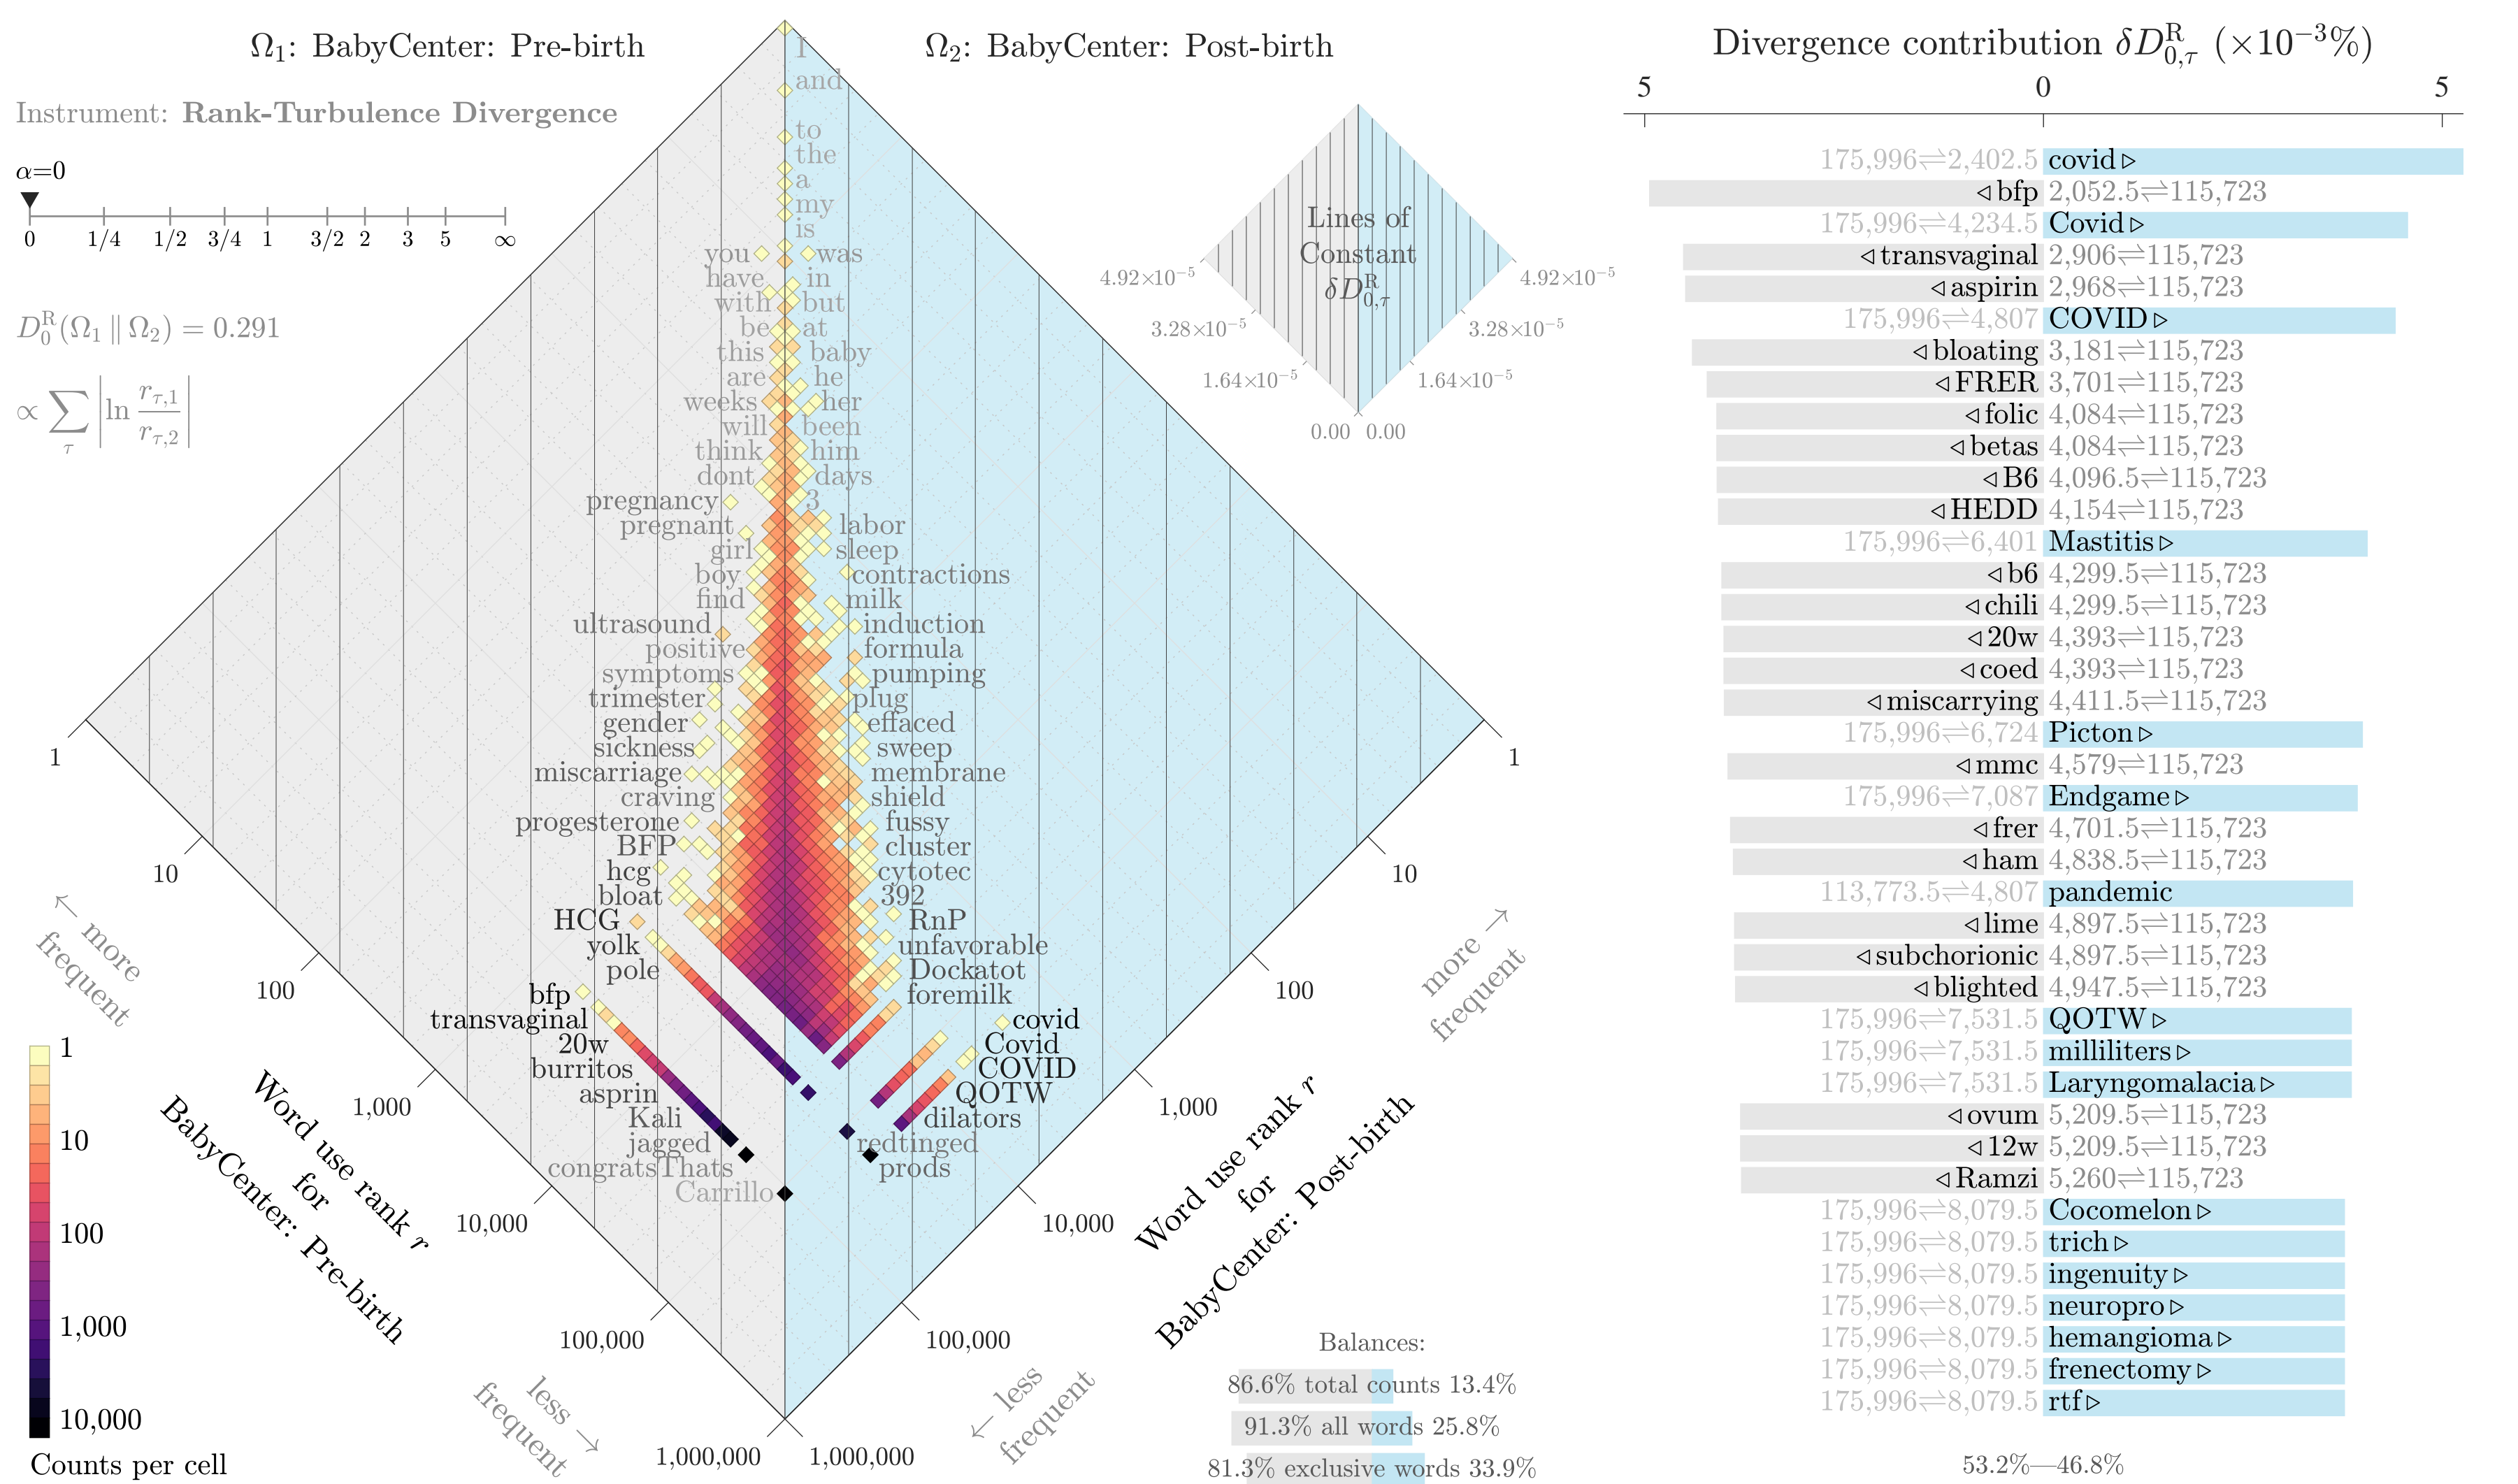 Ω₁: BabyCenter: Pre-birth
Ω₂: BabyCenter: Post-birth
Instrument: Rank-Turbulence Divergence
α=0
0 1/4 1/2 3/4 1 3/2 2 3 5 ∞
D₀ᴿ(Ω₁ ∥ Ω₂) = 0.291
∝ ∑τ |ln rτ,1 / rτ,2|
I
and
to
the
a
my
is
you was
have in
with but
be at
this baby
are he
weeks her
will been
think him
dont days
pregnancy 3
pregnant labor
girl sleep
boy contractions
find milk
ultrasound induction
positive formula
symptoms pumping
trimester plug
gender effaced
sickness sweep
miscarriage membrane
craving shield
progesterone fussy
BFP cluster
hcg cytotec
bloat 392
HCG RnP
yolk unfavorable
pole Dockatot
bfp foremilk
transvaginal covid
20w Covid
burritos COVID
asprin QOTW
Kali dilators
jagged redtinged
congratsThats prods
Carrillo
Lines of
Constant
δD^R_0,τ
4.92×10⁻⁵ 4.92×10⁻⁵
3.28×10⁻⁵ 3.28×10⁻⁵
1.64×10⁻⁵ 1.64×10⁻⁵
0.00 0.00
1
10
100
1,000
10,000
100,000
1,000,000
← more
frequent
less →
frequent
Word use rank r
for
BabyCenter: Pre-birth
1
10
100
1,000
10,000
100,000
1,000,000
more →
frequent
← less
frequent
Word use rank r
for
BabyCenter: Post-birth
1
10
100
1,000
10,000
Counts per cell
Balances:
86.6% total counts 13.4%
91.3% all words 25.8%
81.3% exclusive words 33.9%
Divergence contribution δD^R_0,τ (×10⁻³%)
5 0 5
175,996⇌2,402.5 covid ▷
◁ bfp 2,052.5⇌115,723
175,996⇌4,234.5 Covid ▷
◁ transvaginal 2,906⇌115,723
◁ aspirin 2,968⇌115,723
175,996⇌4,807 COVID ▷
◁ bloating 3,181⇌115,723
◁ FRER 3,701⇌115,723
◁ folic 4,084⇌115,723
◁ betas 4,084⇌115,723
◁ B6 4,096.5⇌115,723
◁ HEDD 4,154⇌115,723
175,996⇌6,401 Mastitis ▷
◁ b6 4,299.5⇌115,723
◁ chili 4,299.5⇌115,723
◁ 20w 4,393⇌115,723
◁ coed 4,393⇌115,723
◁ miscarrying 4,411.5⇌115,723
175,996⇌6,724 Picton ▷
◁ mmc 4,579⇌115,723
175,996⇌7,087 Endgame ▷
◁ frer 4,701.5⇌115,723
◁ ham 4,838.5⇌115,723
113,773.5⇌4,807 pandemic
◁ lime 4,897.5⇌115,723
◁ subchorionic 4,897.5⇌115,723
◁ blighted 4,947.5⇌115,723
175,996⇌7,531.5 QOTW ▷
175,996⇌7,531.5 milliliters ▷
175,996⇌7,531.5 Laryngomalacia ▷
◁ ovum 5,209.5⇌115,723
◁ 12w 5,209.5⇌115,723
◁ Ramzi 5,260⇌115,723
175,996⇌8,079.5 Cocomelon ▷
175,996⇌8,079.5 trich ▷
175,996⇌8,079.5 ingenuity ▷
175,996⇌8,079.5 neuropro ▷
175,996⇌8,079.5 hemangioma ▷
175,996⇌8,079.5 frenectomy ▷
175,996⇌8,079.5 rtf ▷
53.2%—46.8%